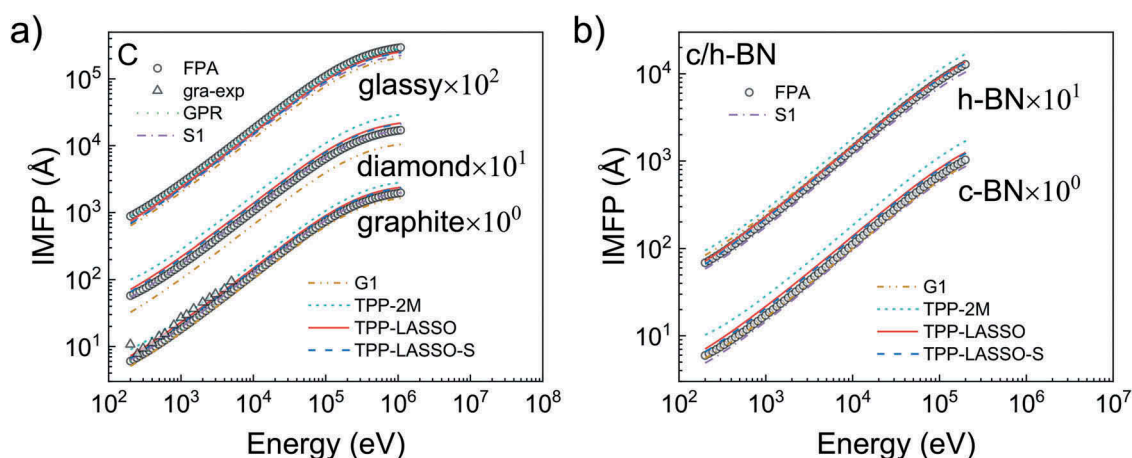 a)
C
FPA
gra-exp
GPR
S1
glassy×10²
diamond×10¹
graphite×10⁰
G1
TPP-2M
TPP-LASSO
TPP-LASSO-S
IMFP (Å)
10⁵
10⁴
10³
10²
10¹
10² 10³ 10⁴ 10⁵ 10⁶ 10⁷ 10⁸
Energy (eV)
b)
c/h-BN
FPA
S1
h-BN×10¹
c-BN×10⁰
G1
TPP-2M
TPP-LASSO
TPP-LASSO-S
IMFP (Å)
10⁴
10³
10²
10¹
10² 10³ 10⁴ 10⁵ 10⁶ 10⁷
Energy (eV)